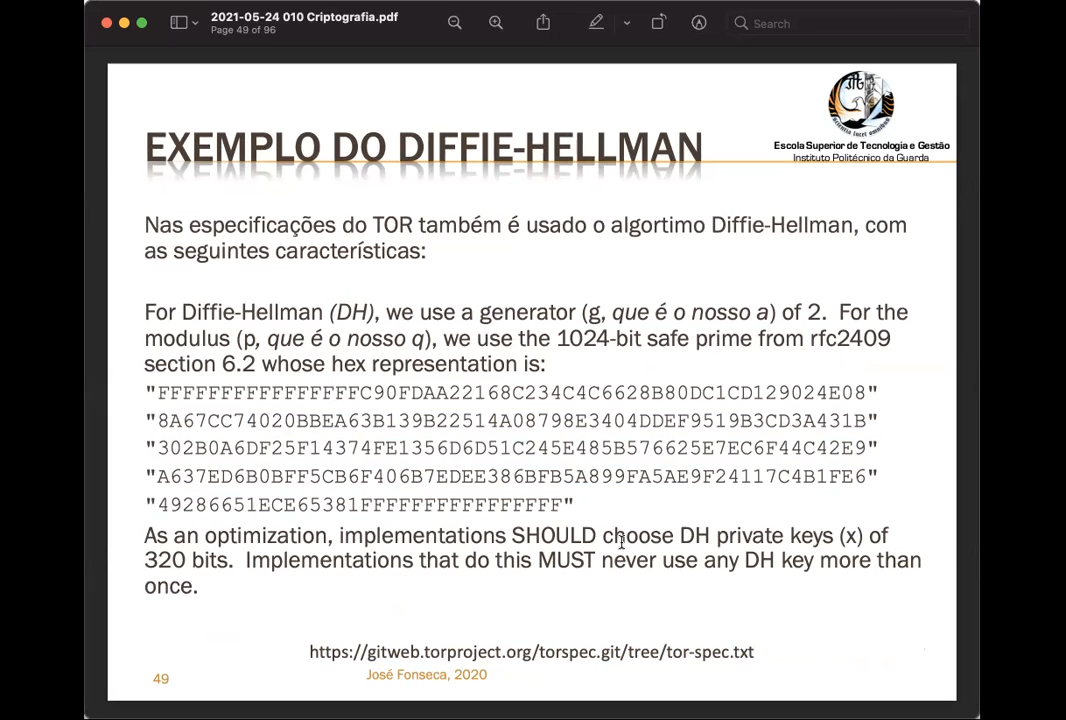 2021-05-24 010 Criptografia.pdf
Page 49 of 96
Search
EXEMPLO DO DIFFIE-HELLMAN
Escola Superior de Tecnologia e Gestão
Instituto Politécnico da Guarda
Nas especificações do TOR também é usado o algortimo Diffie-Hellman, com
as seguintes características:
For Diffie-Hellman (DH), we use a generator (g, que é o nosso a) of 2.  For the
modulus (p, que é o nosso q), we use the 1024-bit safe prime from rfc2409
section 6.2 whose hex representation is:
"FFFFFFFFFFFFFFFFC90FDAA22168C234C4C6628B80DC1CD129024E08"
"8A67CC74020BBEA63B139B22514A08798E3404DDEF9519B3CD3A431B"
"302B0A6DF25F14374FE1356D6D51C245E485B576625E7EC6F44C42E9"
"A637ED6B0BFF5CB6F406B7EDEE386BFB5A899FA5AE9F24117C4B1FE6"
"49286651ECE65381FFFFFFFFFFFFFFFF"
As an optimization, implementations SHOULD choose DH private keys (x) of
320 bits.  Implementations that do this MUST never use any DH key more than
once.
https://gitweb.torproject.org/torspec.git/tree/tor-spec.txt
49
José Fonseca, 2020